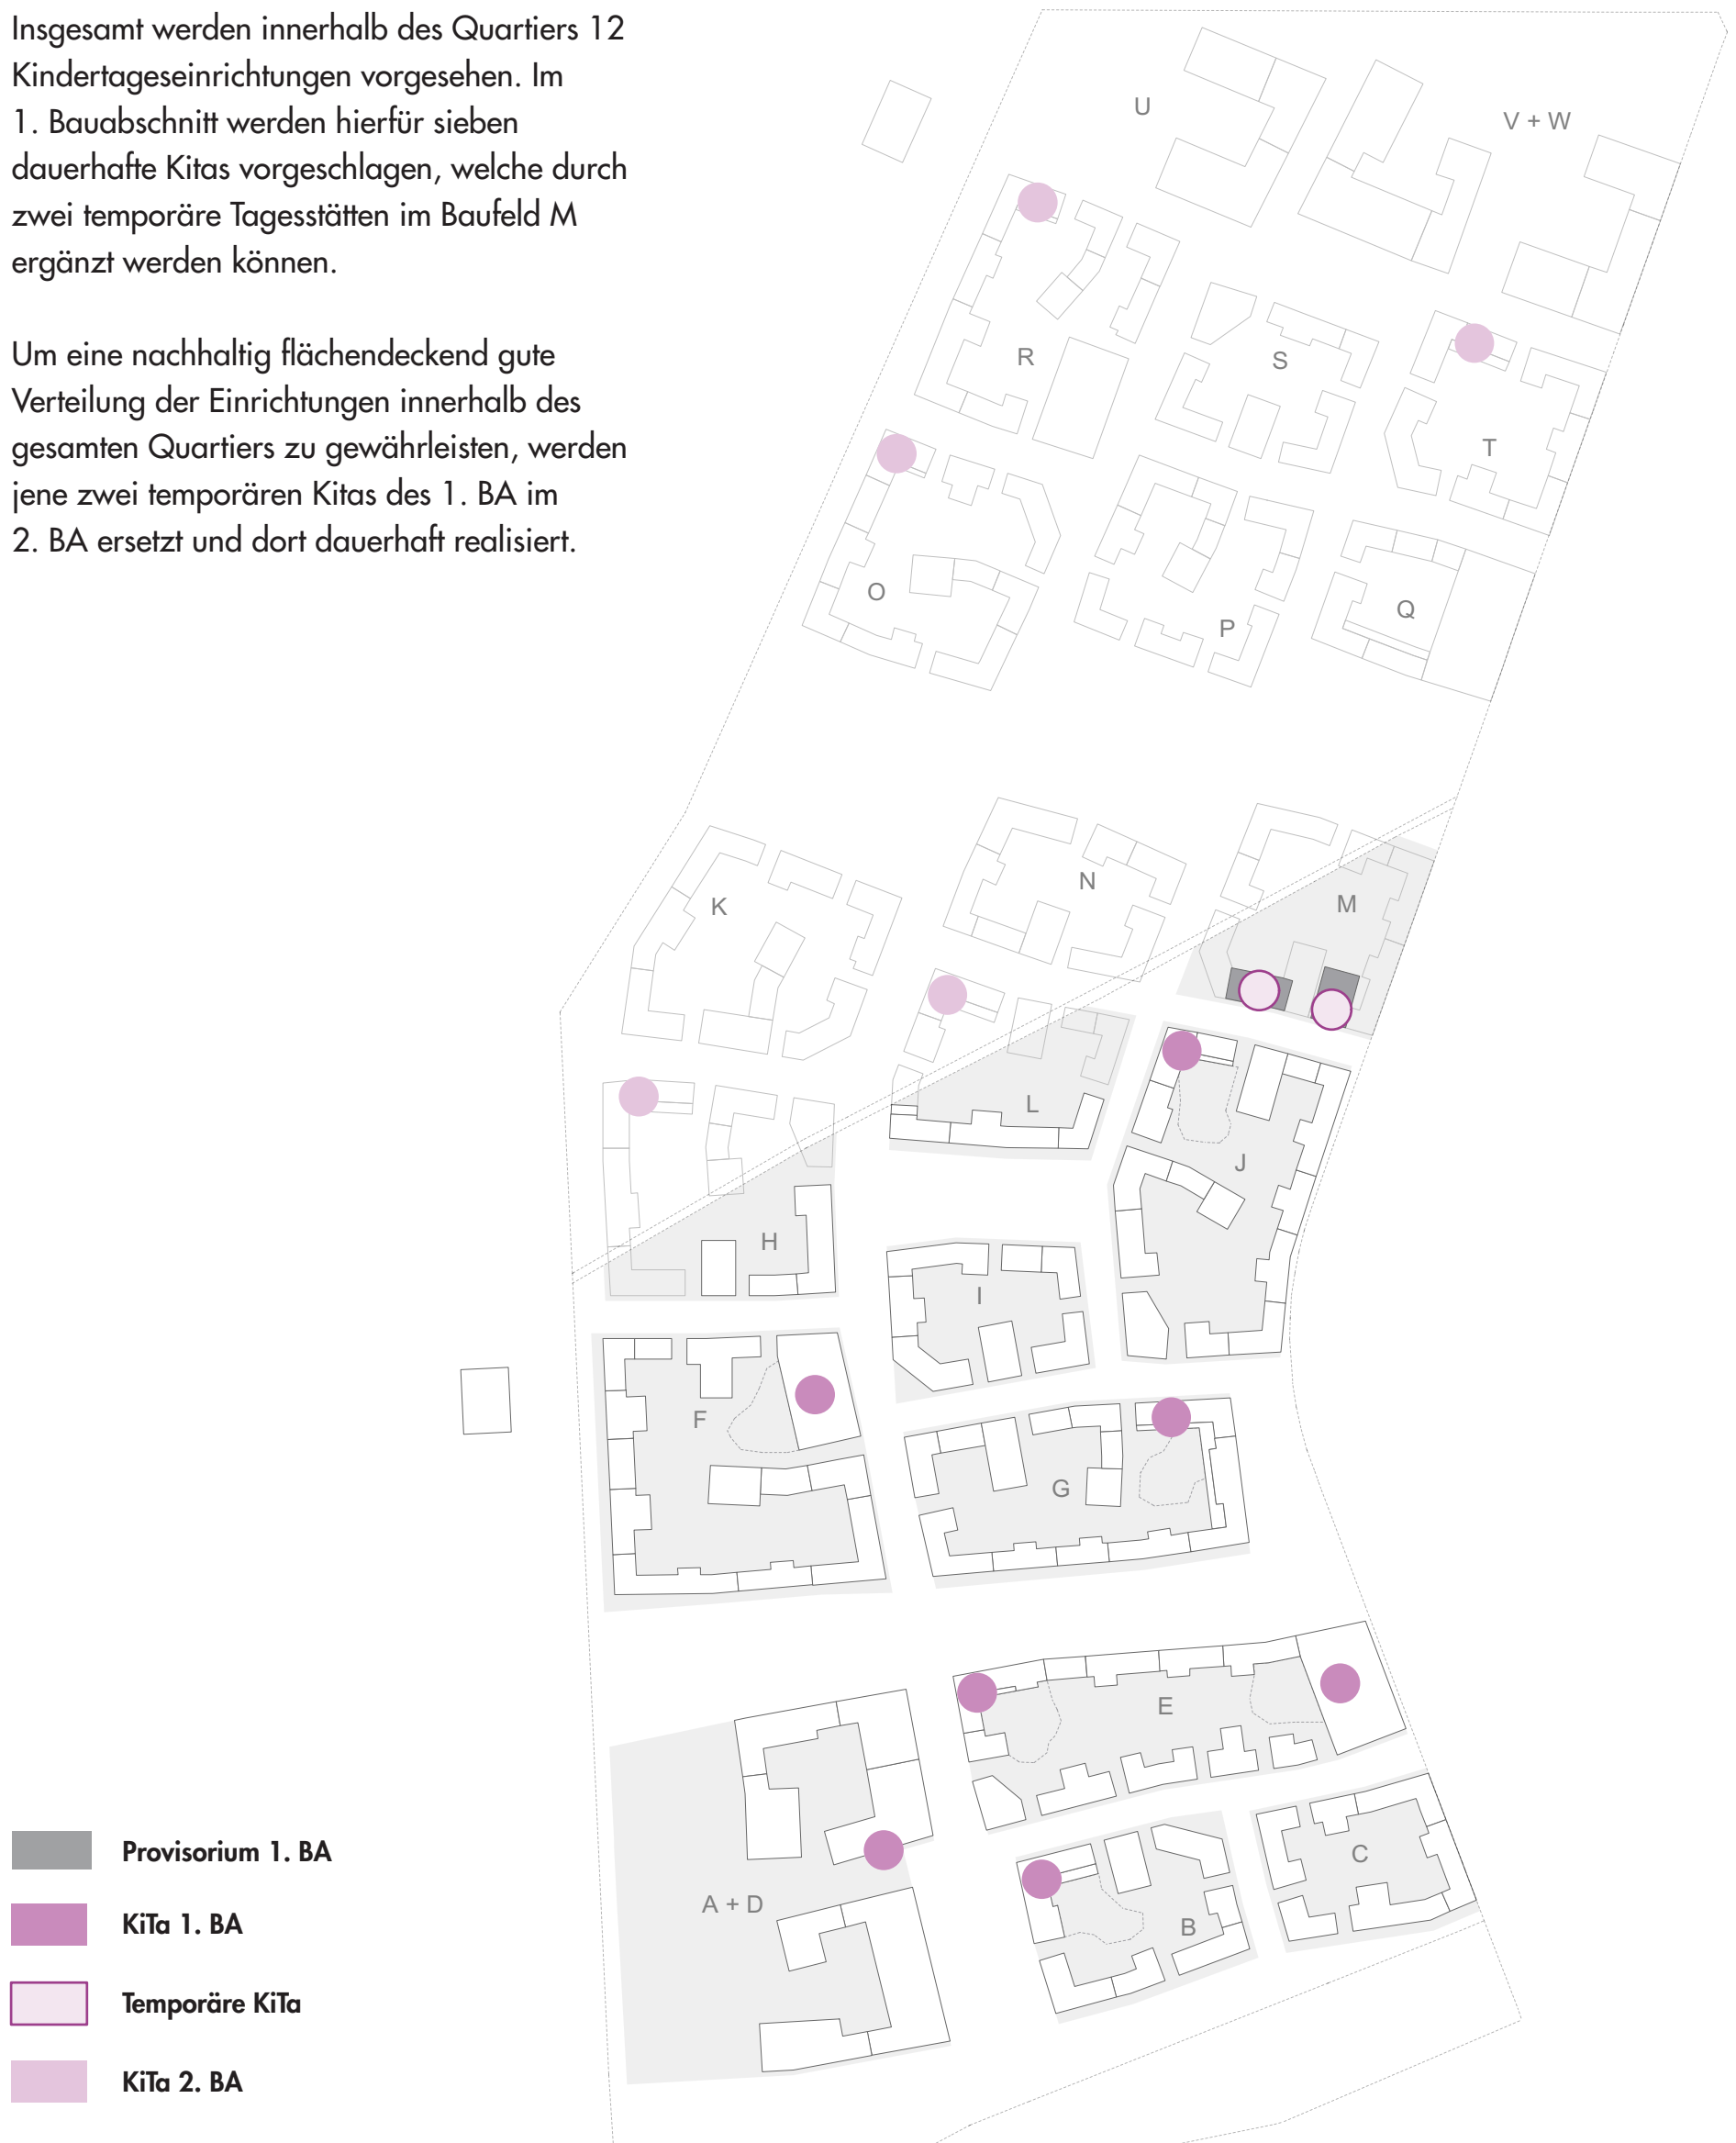 Insgesamt werden innerhalb des Quartiers 12
Kindertageseinrichtungen vorgesehen. Im
1. Bauabschnitt werden hierfür sieben
dauerhafte Kitas vorgeschlagen, welche durch
zwei temporäre Tagesstätten im Baufeld M
ergänzt werden können.
Um eine nachhaltig flächendeckend gute
Verteilung der Einrichtungen innerhalb des
gesamten Quartiers zu gewährleisten, werden
jene zwei temporären Kitas des 1. BA im
2. BA ersetzt und dort dauerhaft realisiert.
U
V + W
R
S
T
O
P
Q
K
N
M
L
J
H
I
F
G
E
C
A + D
B
Provisorium 1. BA
KiTa 1. BA
Temporäre KiTa
KiTa 2. BA